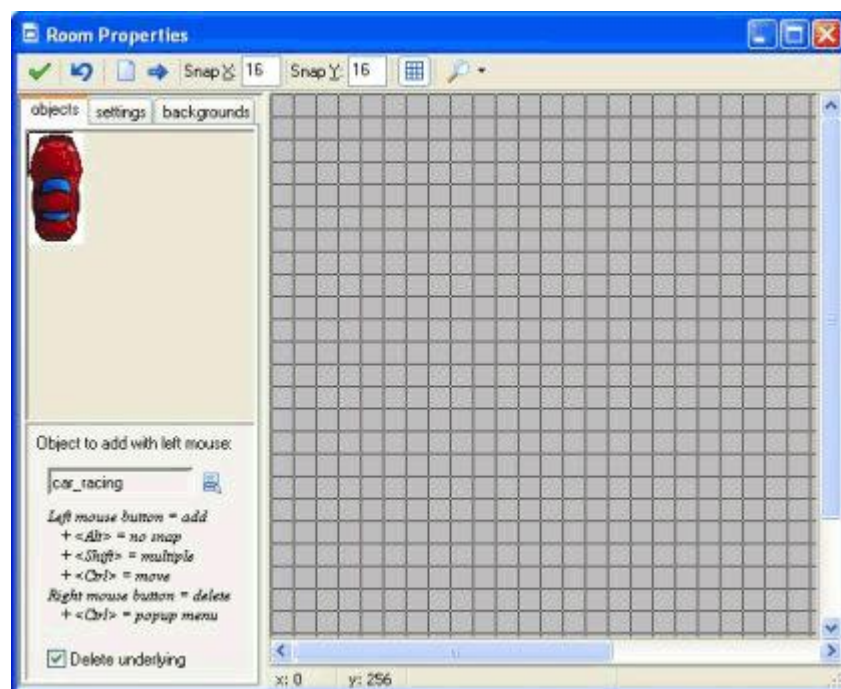 Room Properties
Snap X: 16 Snap Y: 16
objects settings backgrounds
Object to add with left mouse:
car_racing
Left mouse button = add
+ <Alt> = no snap
+ <Shift> = multiple
+ <Ctrl> = move
Right mouse button = delete
+ <Ctrl> = popup menu
Delete underlying
x: 0 y: 256